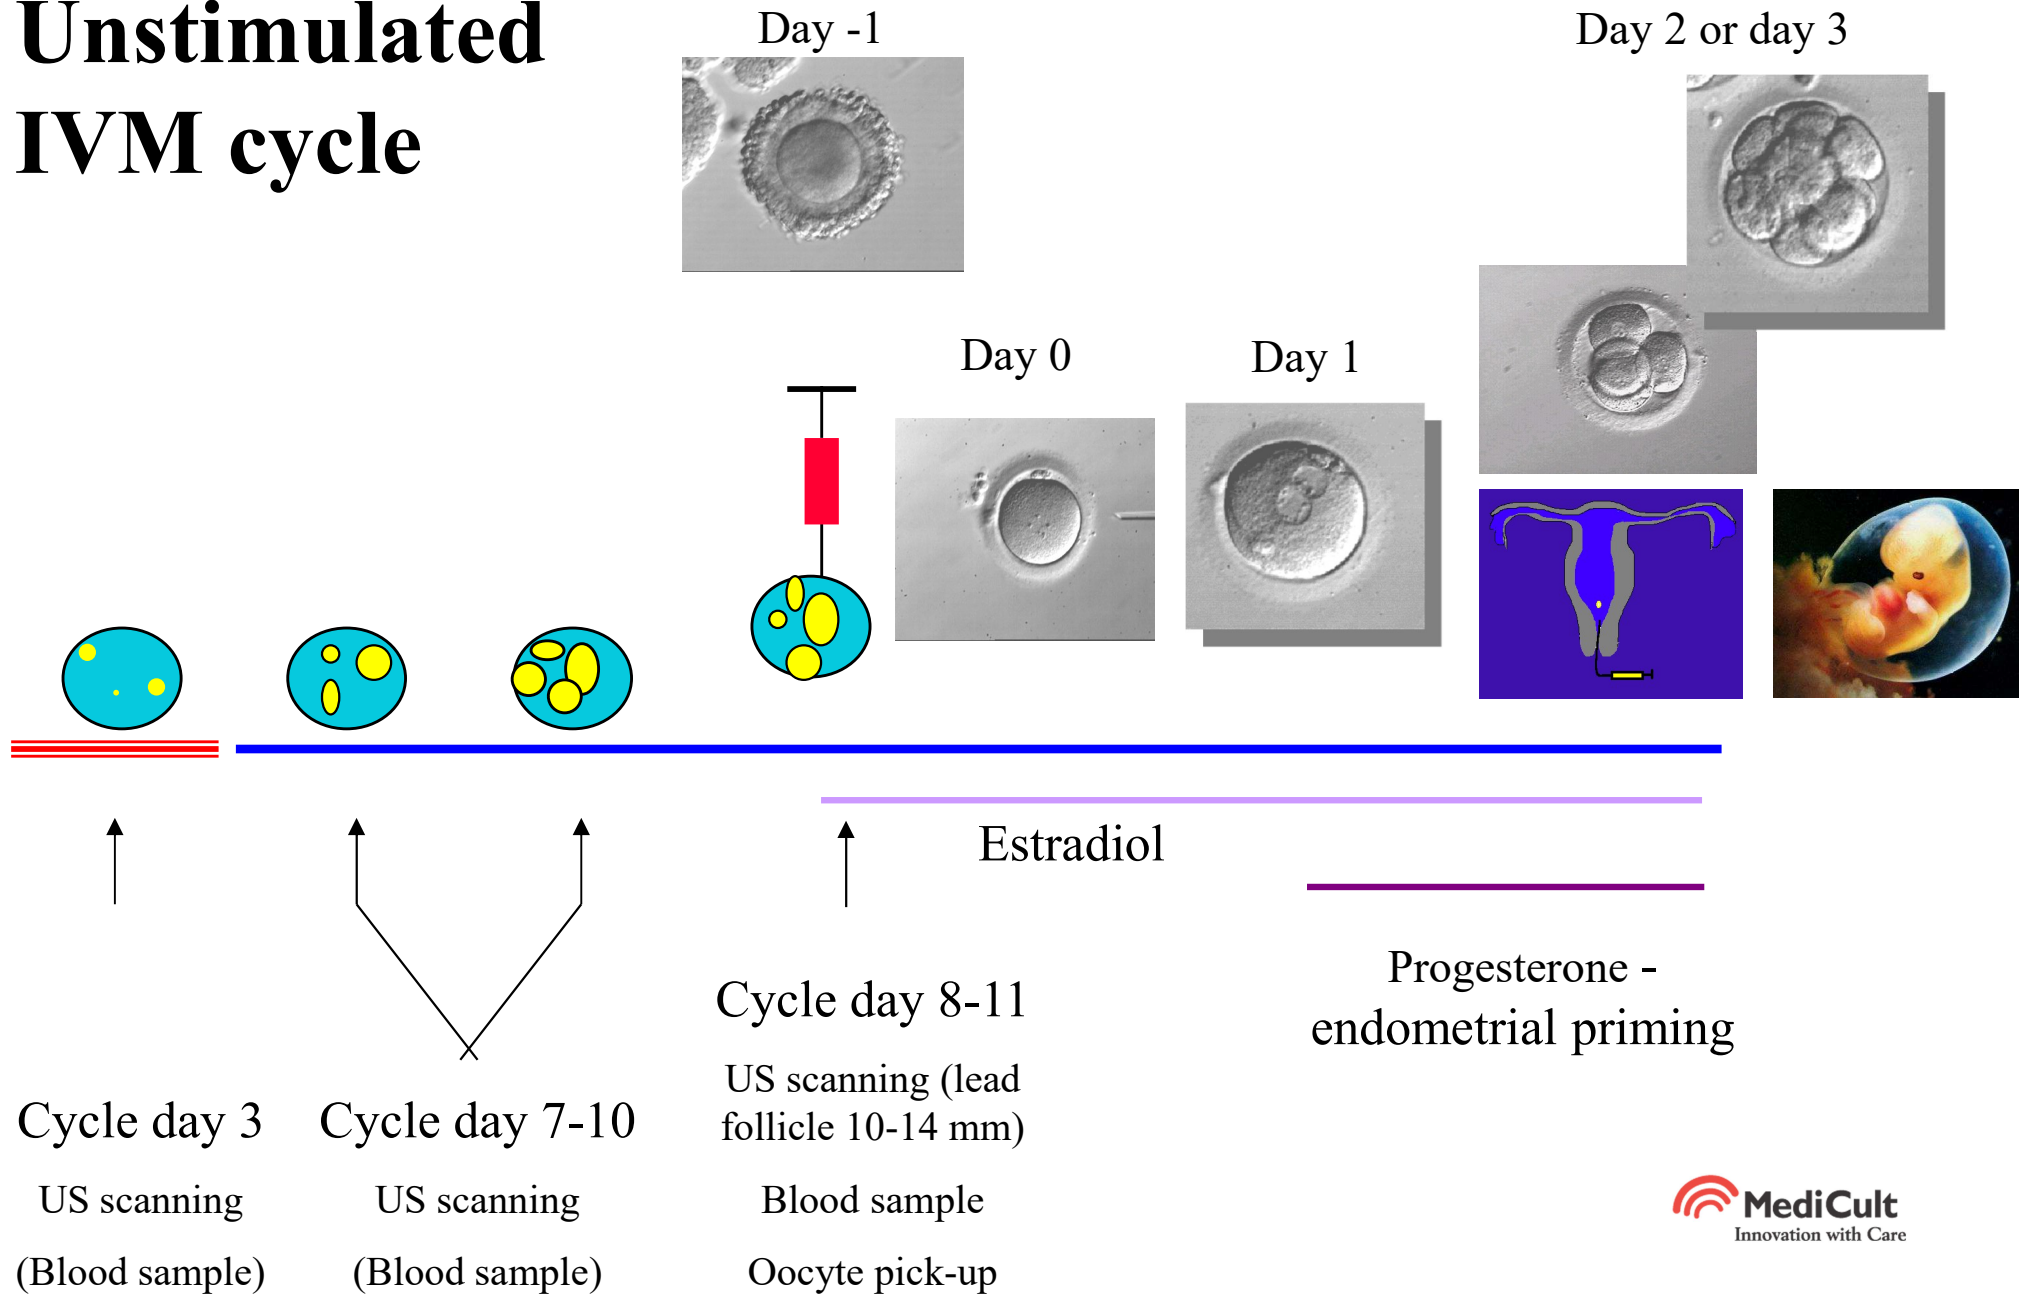 Unstimulated
IVM cycle
Day -1
Day 2 or day 3
Day 0
Day 1
Estradiol
Progesterone -
endometrial priming
Cycle day 8-11
US scanning (lead
follicle 10-14 mm)
Blood sample
Oocyte pick-up
Cycle day 3
US scanning
(Blood sample)
Cycle day 7-10
US scanning
(Blood sample)
MediCult
Innovation with Care